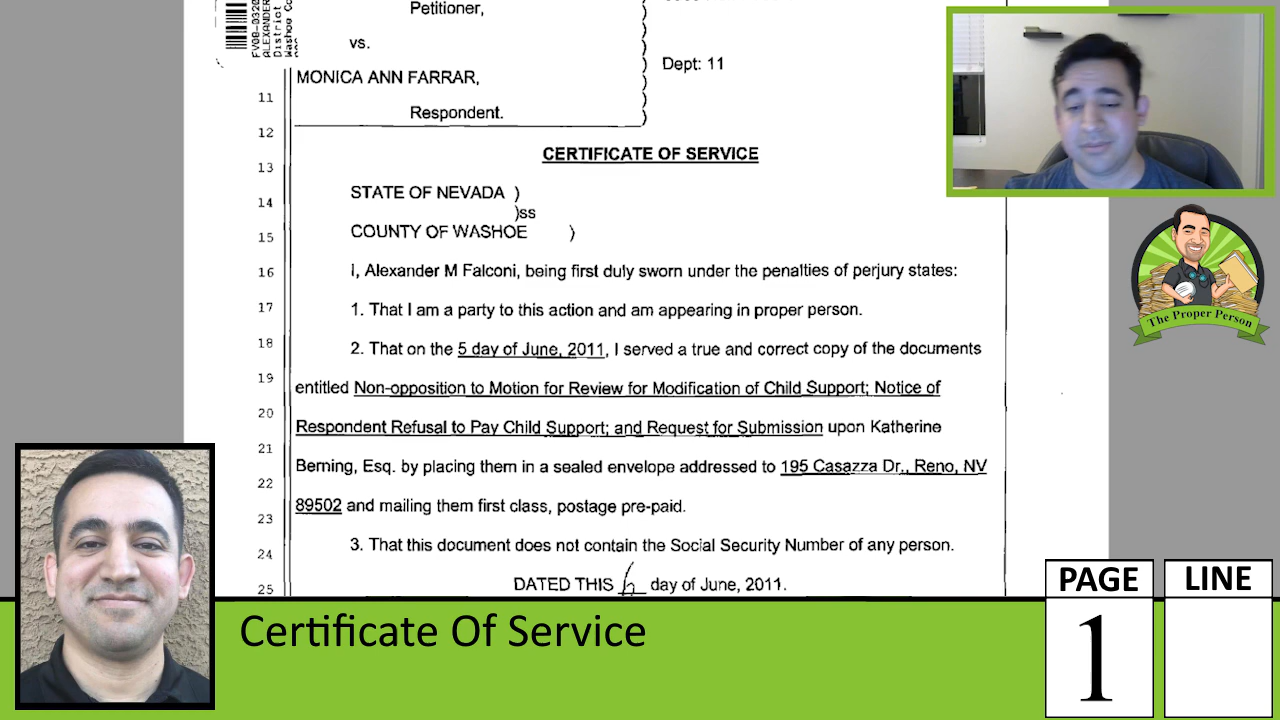 FV08-0320
ALEXANDER
District
Washoe Co
Petitioner,
vs.
Dept: 11
MONICA ANN FARRAR,
11
Respondent.
12
CERTIFICATE OF SERVICE
13
STATE OF NEVADA )
14
)ss
15
COUNTY OF WASHOE )
16
I, Alexander M Falconi, being first duly sworn under the penalties of perjury states:
17
1. That I am a party to this action and am appearing in proper person.
18
2. That on the 5 day of June, 2011, I served a true and correct copy of the documents
19
entitled Non-opposition to Motion for Review for Modification of Child Support; Notice of
20
Respondent Refusal to Pay Child Support; and Request for Submission upon Katherine
21
Berning, Esq. by placing them in a sealed envelope addressed to 195 Casazza Dr., Reno, NV
22
89502 and mailing them first class, postage pre-paid.
23
3. That this document does not contain the Social Security Number of any person.
24
DATED THIS 6 day of June, 2011.
25
The Proper Person
Certificate Of Service
PAGE
1
LINE